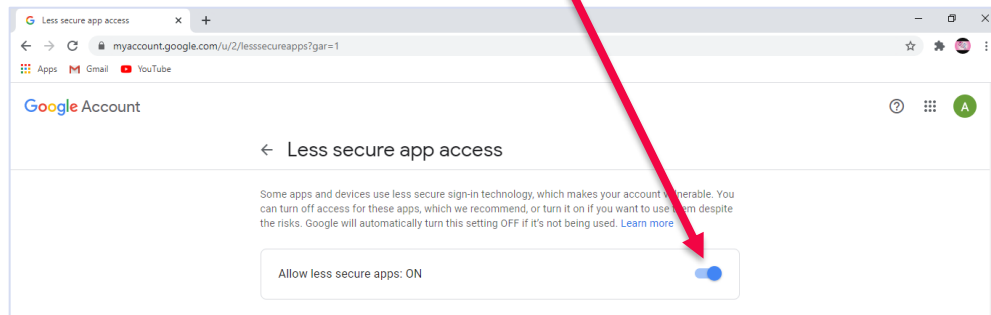 Less secure app access
myaccount.google.com/u/2/lesssecureapps?gar=1
Apps Gmail YouTube
Google Account
A
Less secure app access
Some apps and devices use less secure sign-in technology, which makes your account vulnerable. You
can turn off access for these apps, which we recommend, or turn it on if you want to use them despite
the risks. Google will automatically turn this setting OFF if it's not being used. Learn more
Allow less secure apps: ON